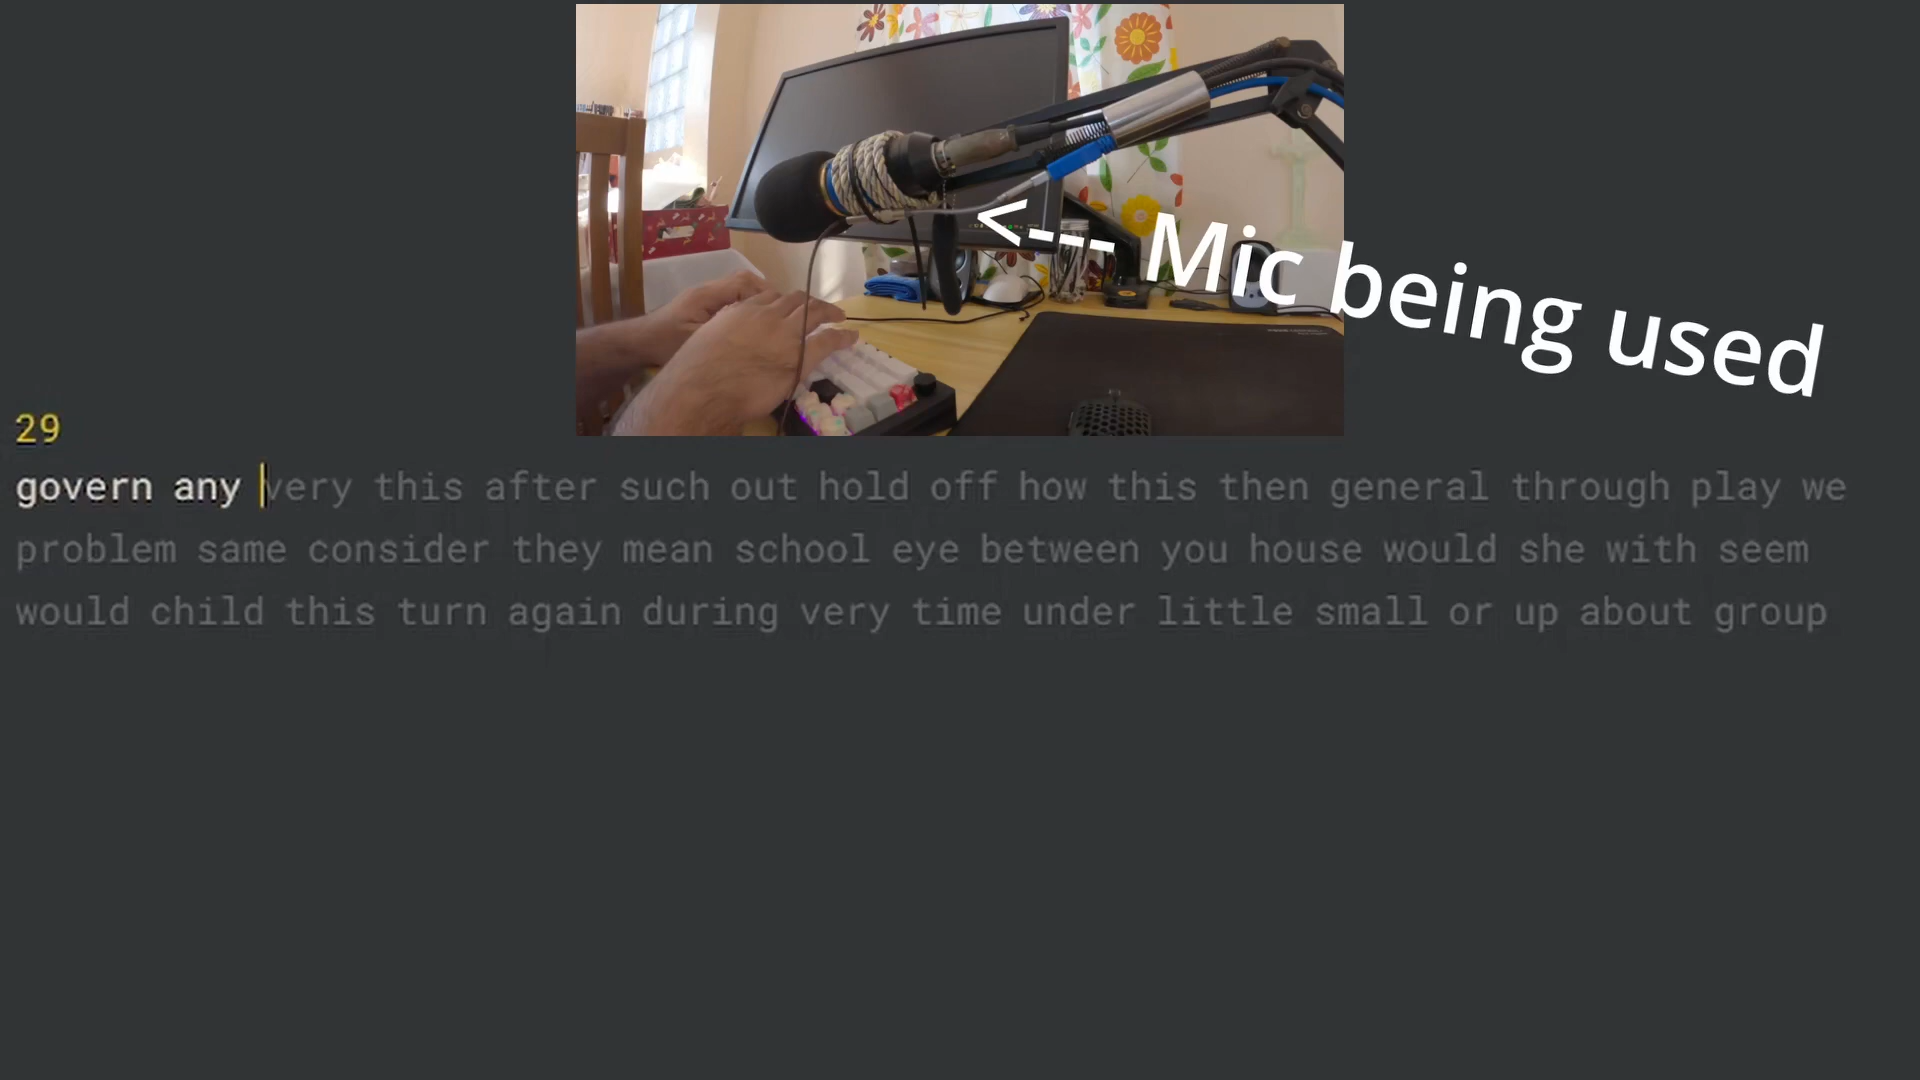 <--- Mic being used
29
govern any very this after such out hold off how this then general through play we
problem same consider they mean school eye between you house would she with seem
would child this turn again during very time under little small or up about group